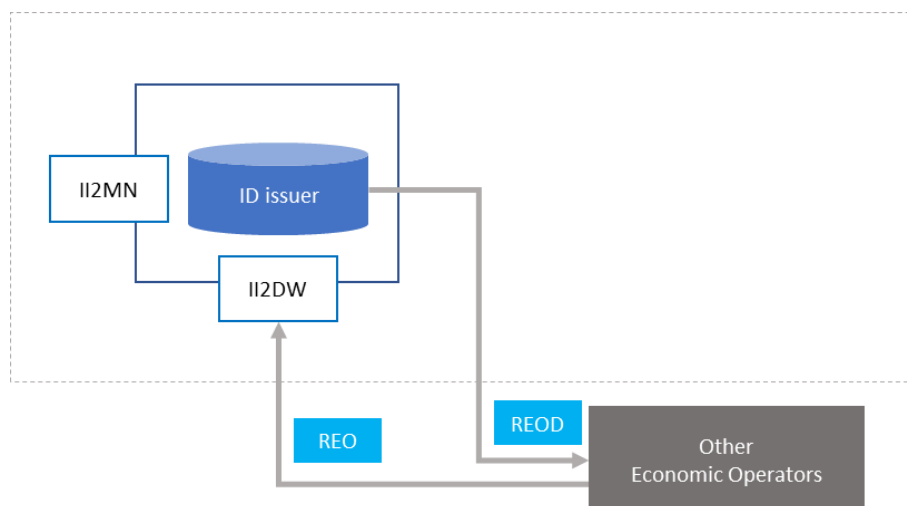 II2MN
ID issuer
II2DW
REO
REOD
Other
Economic Operators